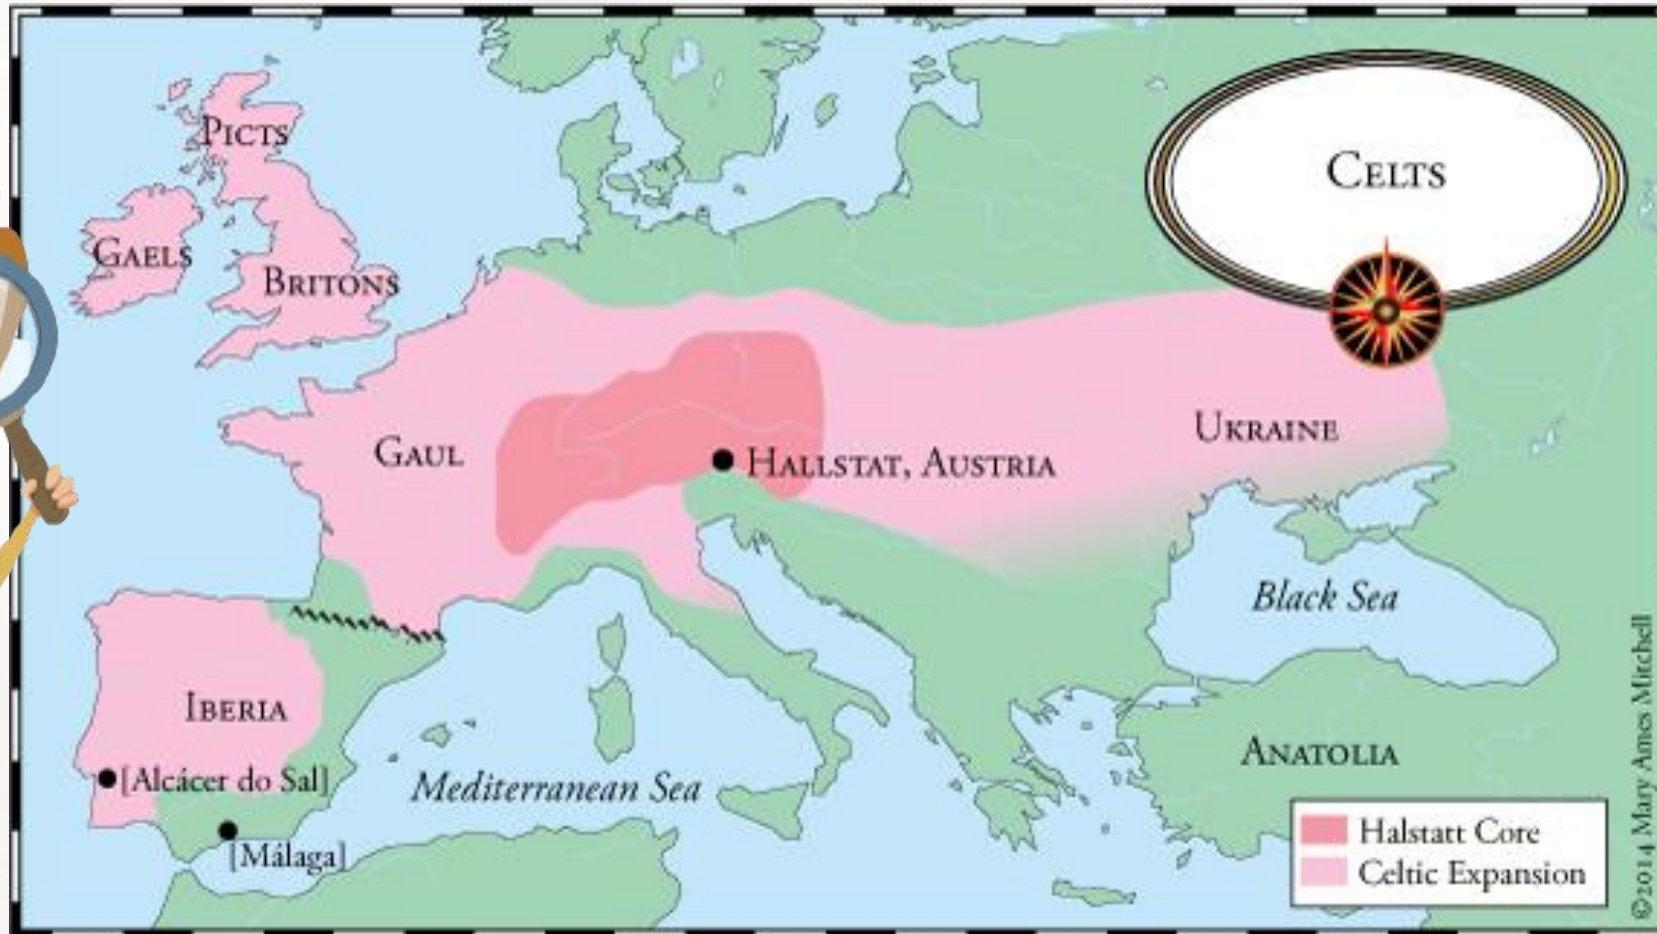 CELTS
PICTS
GAELS
BRITONS
GAUL
HALLSTAT, AUSTRIA
UKRAINE
Black Sea
IBERIA
[Alcácer do Sal]
[Málaga]
Mediterranean Sea
ANATOLIA
Halstatt Core
Celtic Expansion
©2014 Mary Ames Mitchell